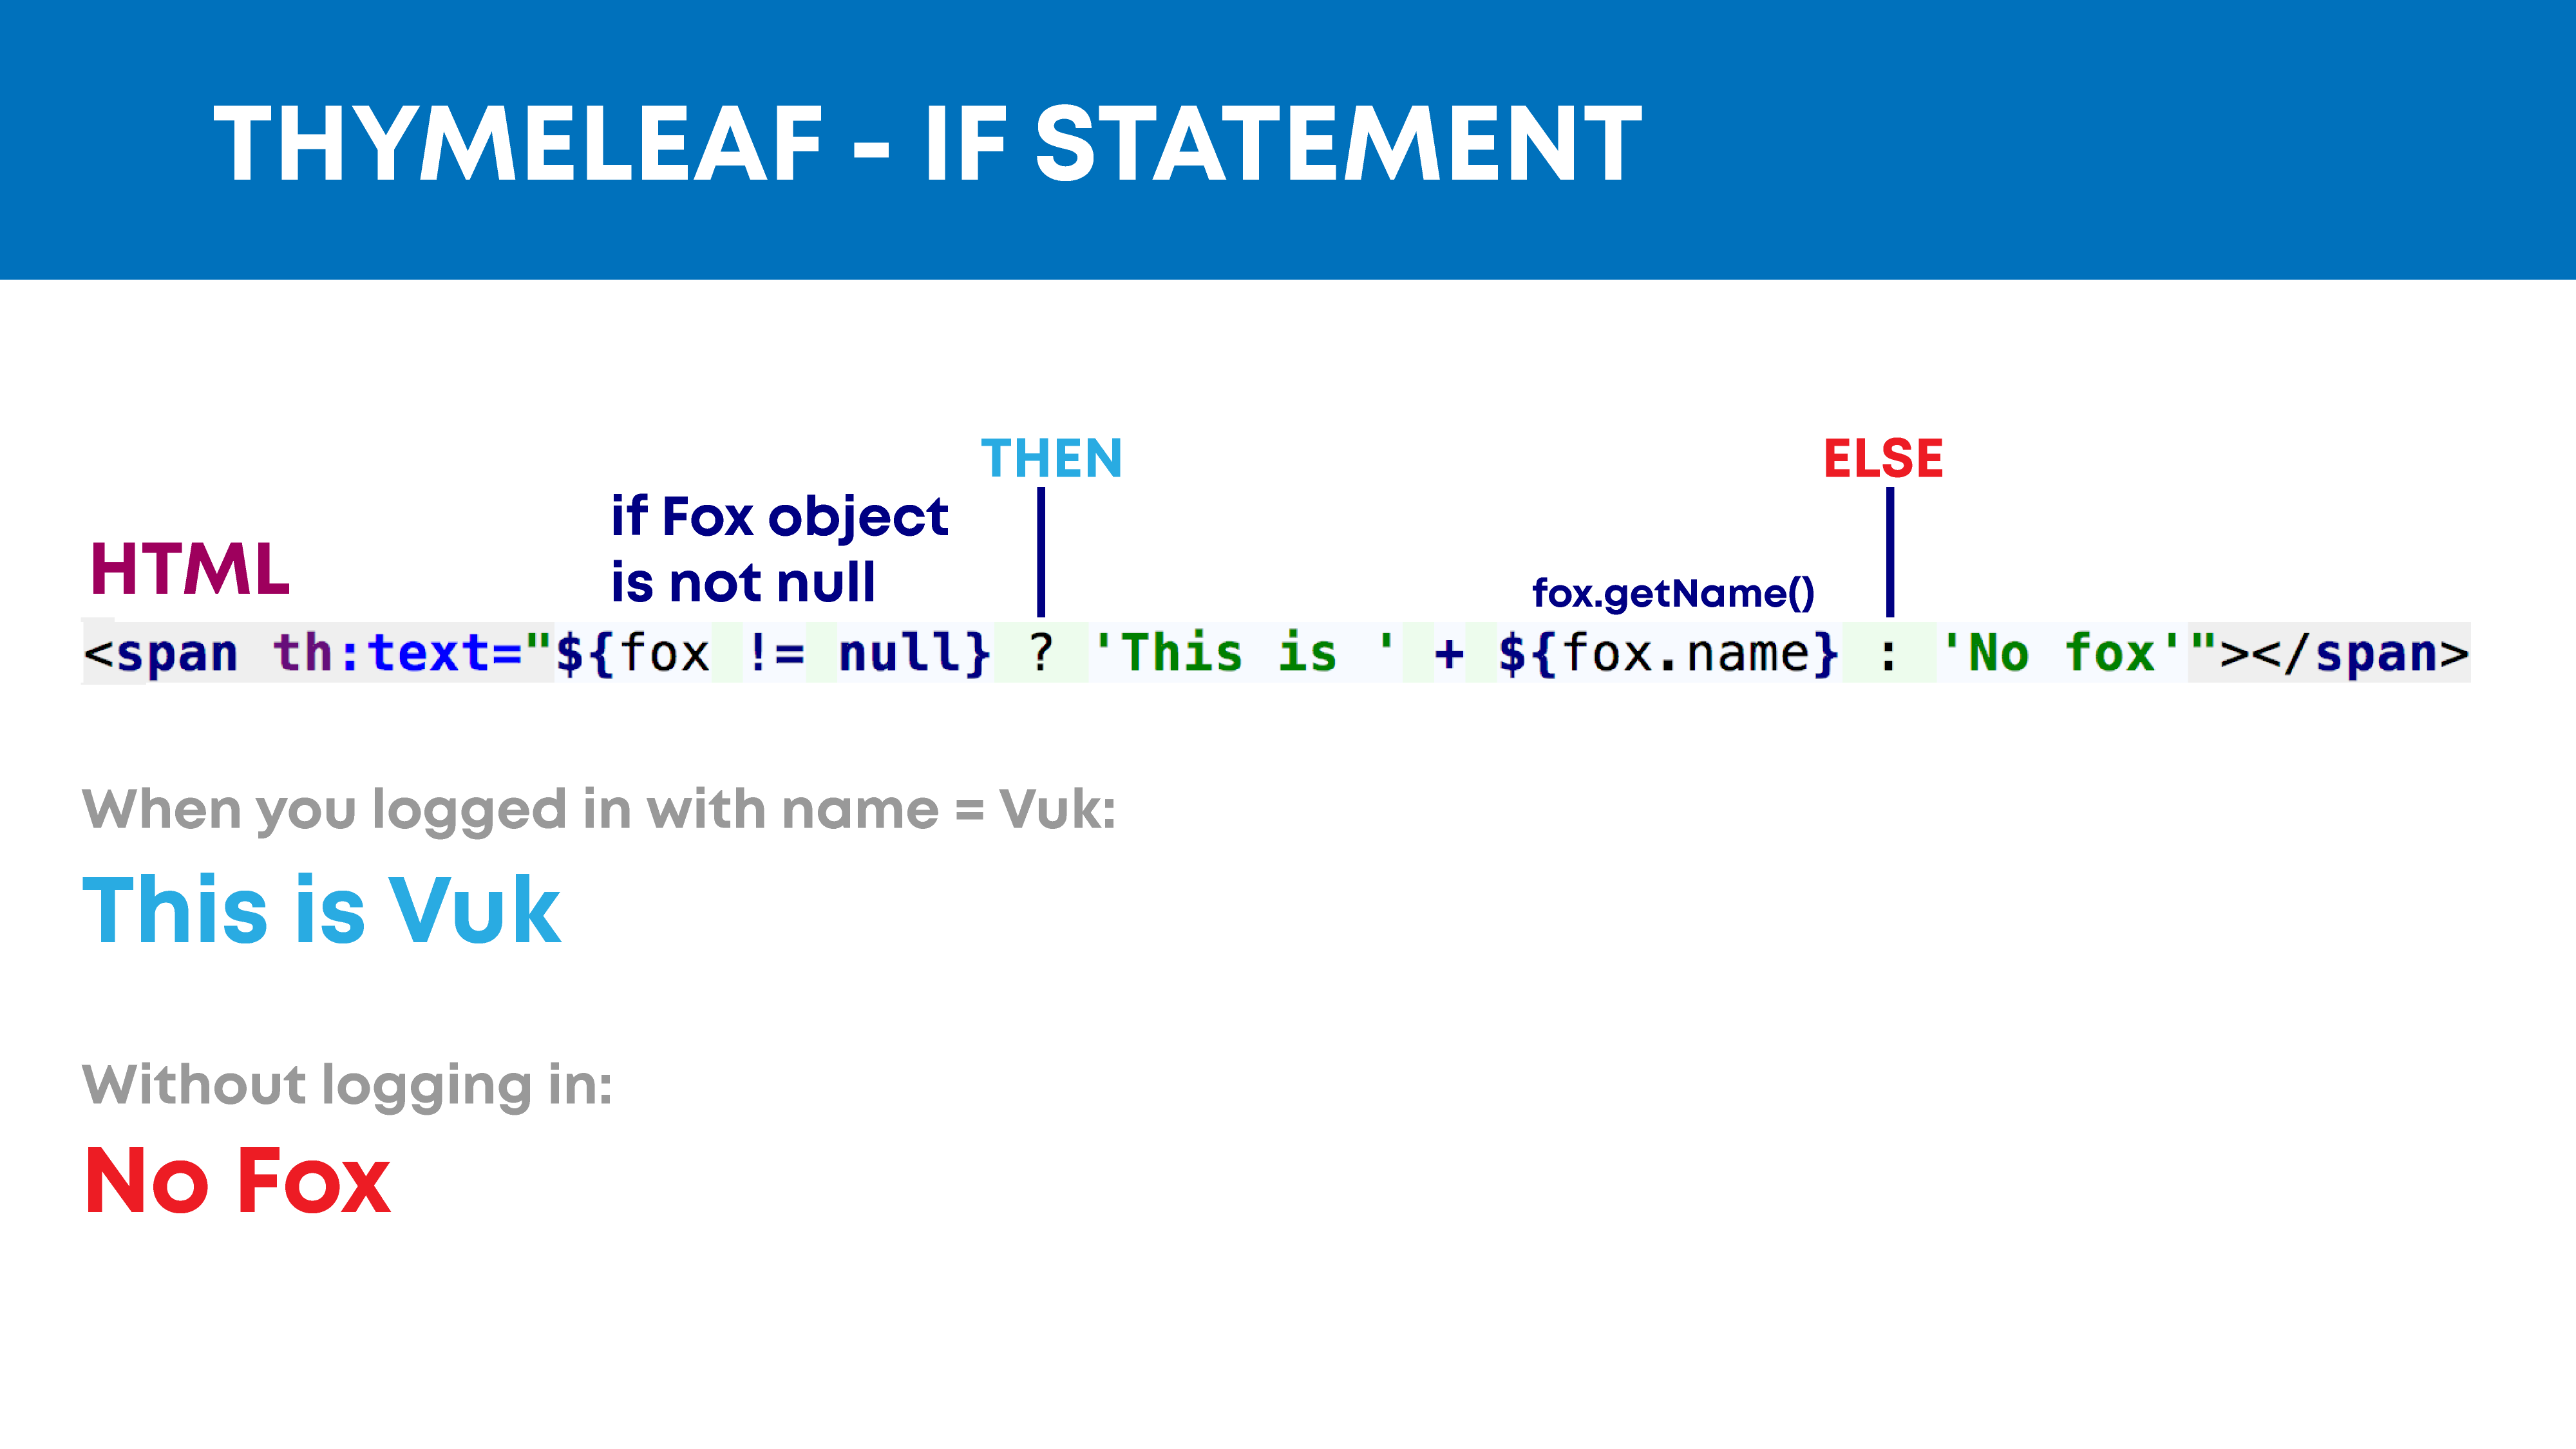 THYMELEAF - IF STATEMENT
THEN
ELSE
if Fox object
is not null
HTML
fox.getName()
<span th:text="${fox != null} ? 'This is ' + ${fox.name} : 'No fox'"></span>
When you logged in with name = Vuk:
This is Vuk
Without logging in:
No Fox